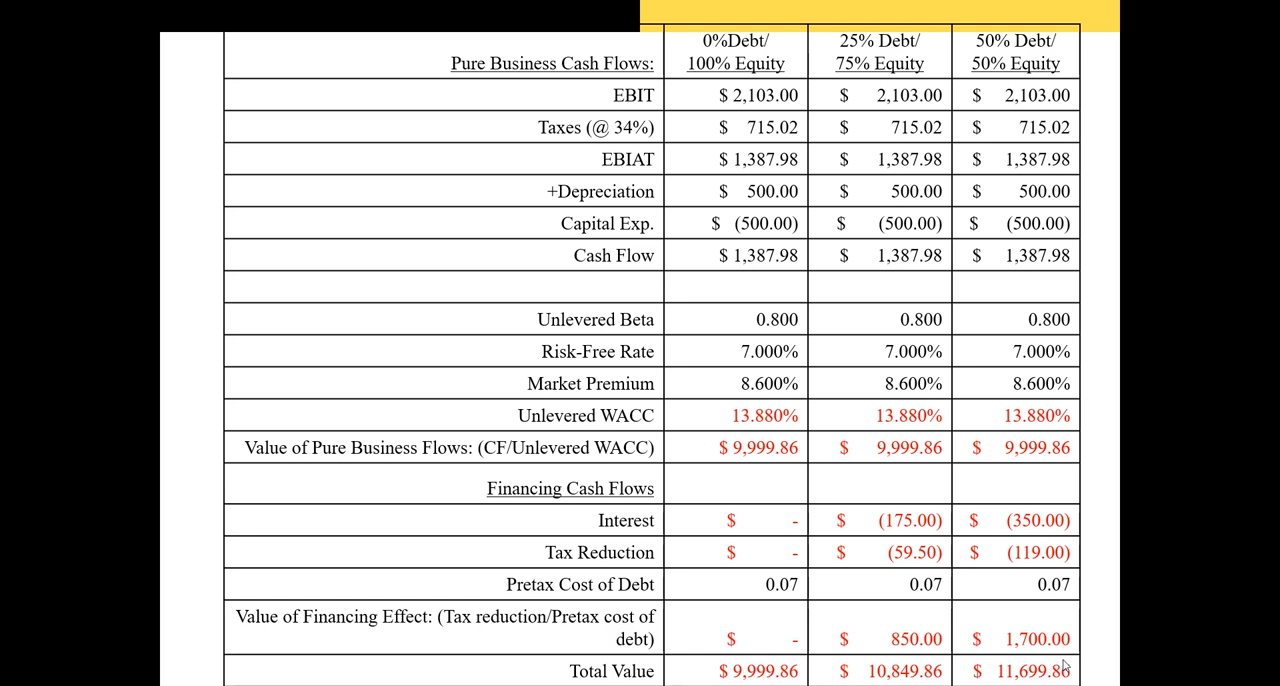 Pure Business Cash Flows: 0%Debt/ 100% Equity 25% Debt/ 75% Equity 50% Debt/ 50% Equity
EBIT $ 2,103.00 $ 2,103.00 $ 2,103.00
Taxes (@ 34%) $ 715.02 $ 715.02 $ 715.02
EBIAT $ 1,387.98 $ 1,387.98 $ 1,387.98
+Depreciation $ 500.00 $ 500.00 $ 500.00
Capital Exp. $ (500.00) $ (500.00) $ (500.00)
Cash Flow $ 1,387.98 $ 1,387.98 $ 1,387.98
Unlevered Beta 0.800 0.800 0.800
Risk-Free Rate 7.000% 7.000% 7.000%
Market Premium 8.600% 8.600% 8.600%
Unlevered WACC 13.880% 13.880% 13.880%
Value of Pure Business Flows: (CF/Unlevered WACC) $ 9,999.86 $ 9,999.86 $ 9,999.86
Financing Cash Flows
Interest $ - $ (175.00) $ (350.00)
Tax Reduction $ - $ (59.50) $ (119.00)
Pretax Cost of Debt 0.07 0.07 0.07
Value of Financing Effect: (Tax reduction/Pretax cost of
debt) $ - $ 850.00 $ 1,700.00
Total Value $ 9,999.86 $ 10,849.86 $ 11,699.86